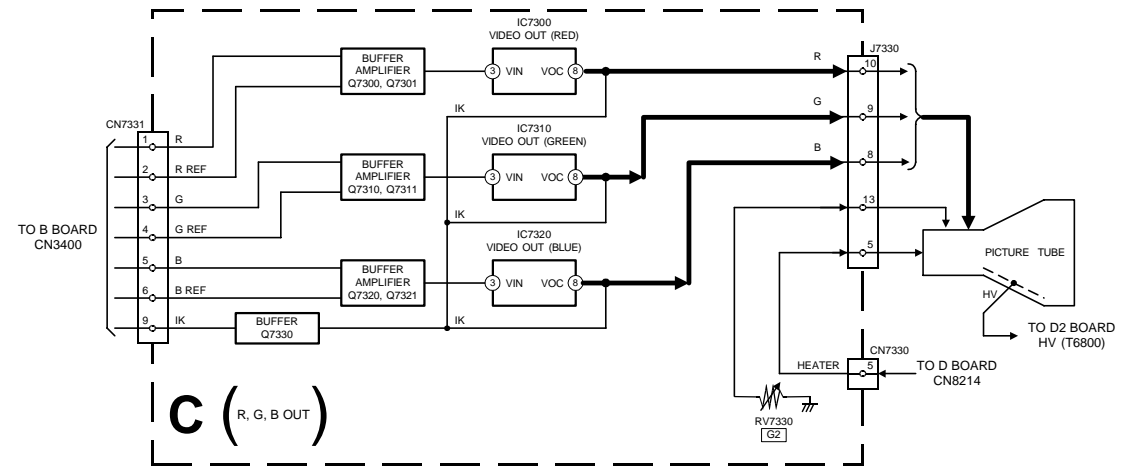 IC7300
VIDEO OUT (RED)
BUFFER
AMPLIFIER
Q7300, Q7301
3 VIN VOC 8
IK
CN7331
1 R
2 R REF
3 G
4 G REF
5 B
6 B REF
9 IK
TO B BOARD
CN3400
IC7310
VIDEO OUT (GREEN)
BUFFER
AMPLIFIER
Q7310, Q7311
3 VIN VOC 8
IK
IC7320
VIDEO OUT (BLUE)
BUFFER
AMPLIFIER
Q7320, Q7321
3 VIN VOC 8
IK
BUFFER
Q7330
J7330
R 10
G 9
B 8
13
5
PICTURE TUBE
HV
TO D2 BOARD
HV (T6800)
CN7330
HEATER 5
TO D BOARD
CN8214
RV7330
G2
C (R, G, B OUT)